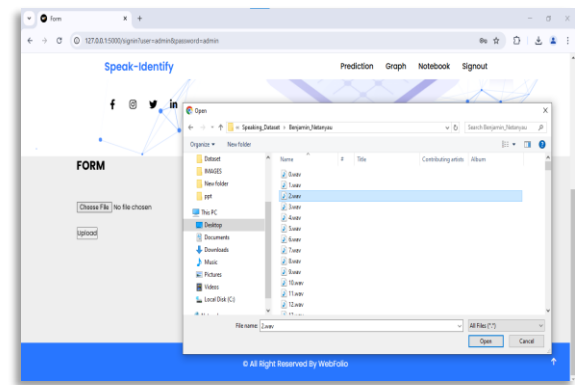 Form
127.0.0.1:5000/signin?user=admin&password=admin
Speak-Identify
Prediction Graph Notebook Signout
Open
« Speaking_Dataset > Benjamin_Netanyau
Search Benjamin_Netanyau
Organize New folder
Dataset
IMAGES
New folder
ppt
This PC
Desktop
Documents
Downloads
Music
Pictures
Videos
Local Disk (C:)
Name # Title Contributing artists Album
0.wav
1.wav
2.wav
3.wav
4.wav
5.wav
6.wav
7.wav
8.wav
9.wav
10.wav
11.wav
12.wav
File name: 2.wav
All Files (*.*)
Open Cancel
FORM
Choose File No file chosen
Upload
© All Right Reserved By WebFolio